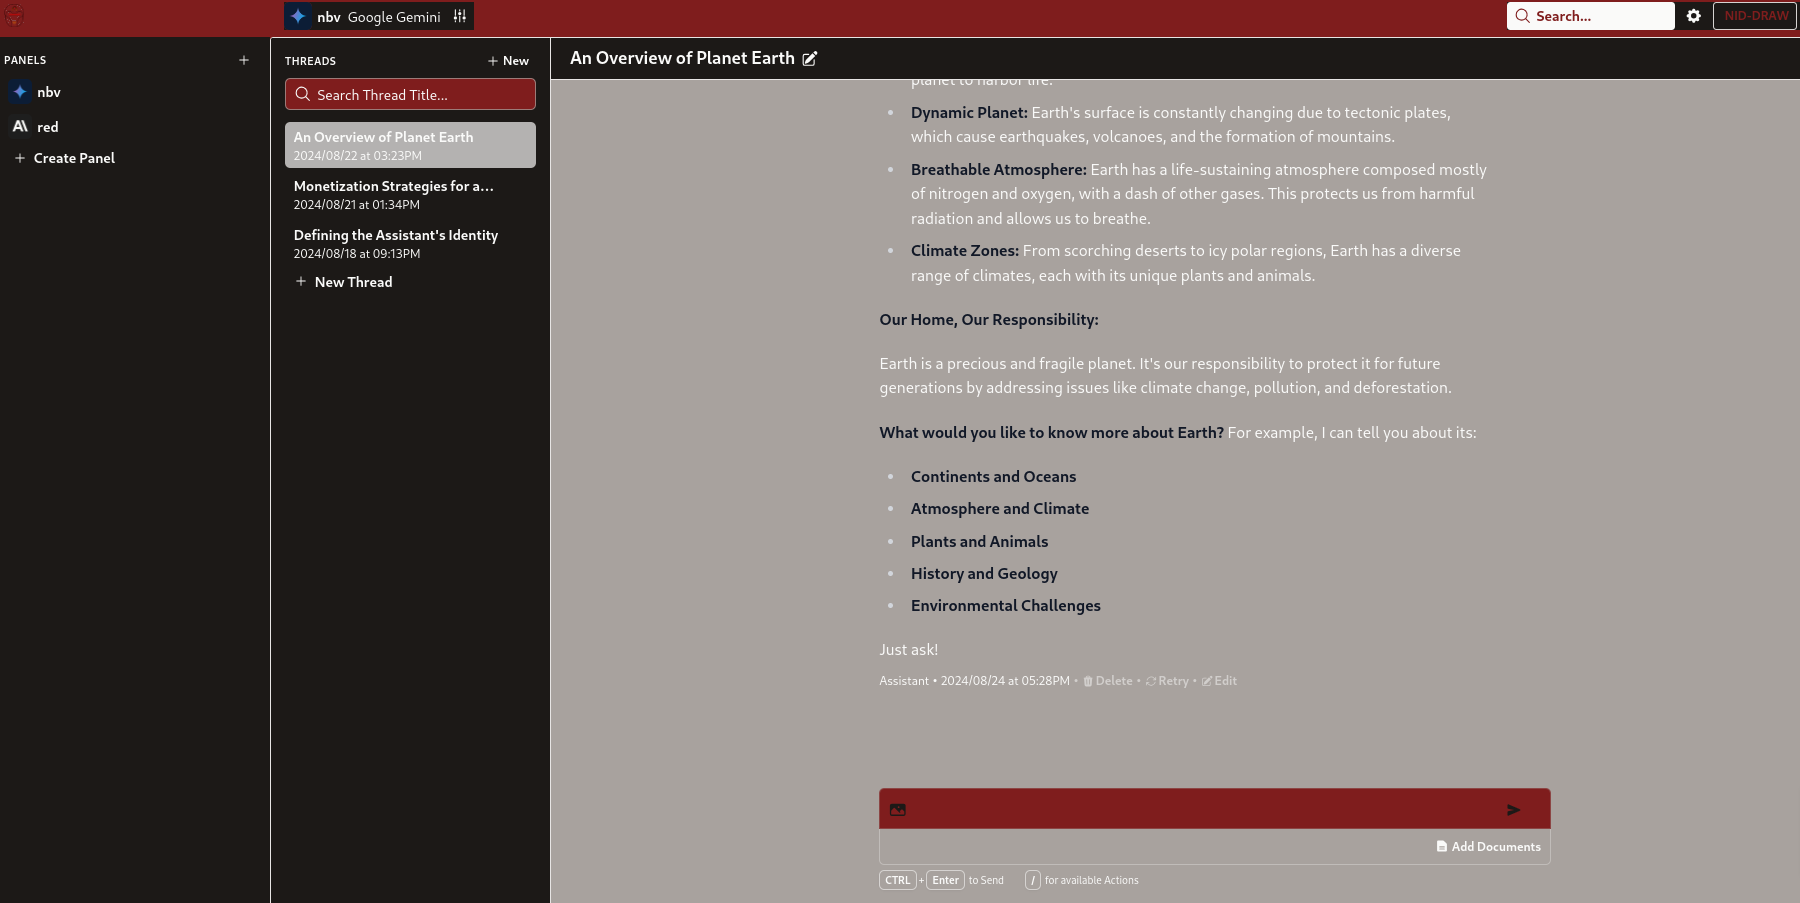 nbv Google Gemini
Search...
NID-DRAW
PANELS
nbv
red
Create Panel
THREADS
New
Search Thread Title...
An Overview of Planet Earth
2024/08/22 at 03:23PM
Monetization Strategies for a...
2024/08/21 at 01:34PM
Defining the Assistant's Identity
2024/08/18 at 09:13PM
New Thread
An Overview of Planet Earth
planet to harbor life.
• Dynamic Planet: Earth's surface is constantly changing due to tectonic plates,
which cause earthquakes, volcanoes, and the formation of mountains.
• Breathable Atmosphere: Earth has a life-sustaining atmosphere composed mostly
of nitrogen and oxygen, with a dash of other gases. This protects us from harmful
radiation and allows us to breathe.
• Climate Zones: From scorching deserts to icy polar regions, Earth has a diverse
range of climates, each with its unique plants and animals.
Our Home, Our Responsibility:
Earth is a precious and fragile planet. It's our responsibility to protect it for future
generations by addressing issues like climate change, pollution, and deforestation.
What would you like to know more about Earth? For example, I can tell you about its:
• Continents and Oceans
• Atmosphere and Climate
• Plants and Animals
• History and Geology
• Environmental Challenges
Just ask!
Assistant • 2024/08/24 at 05:28PM • Delete • Retry • Edit
Add Documents
CTRL + Enter to Send / for available Actions